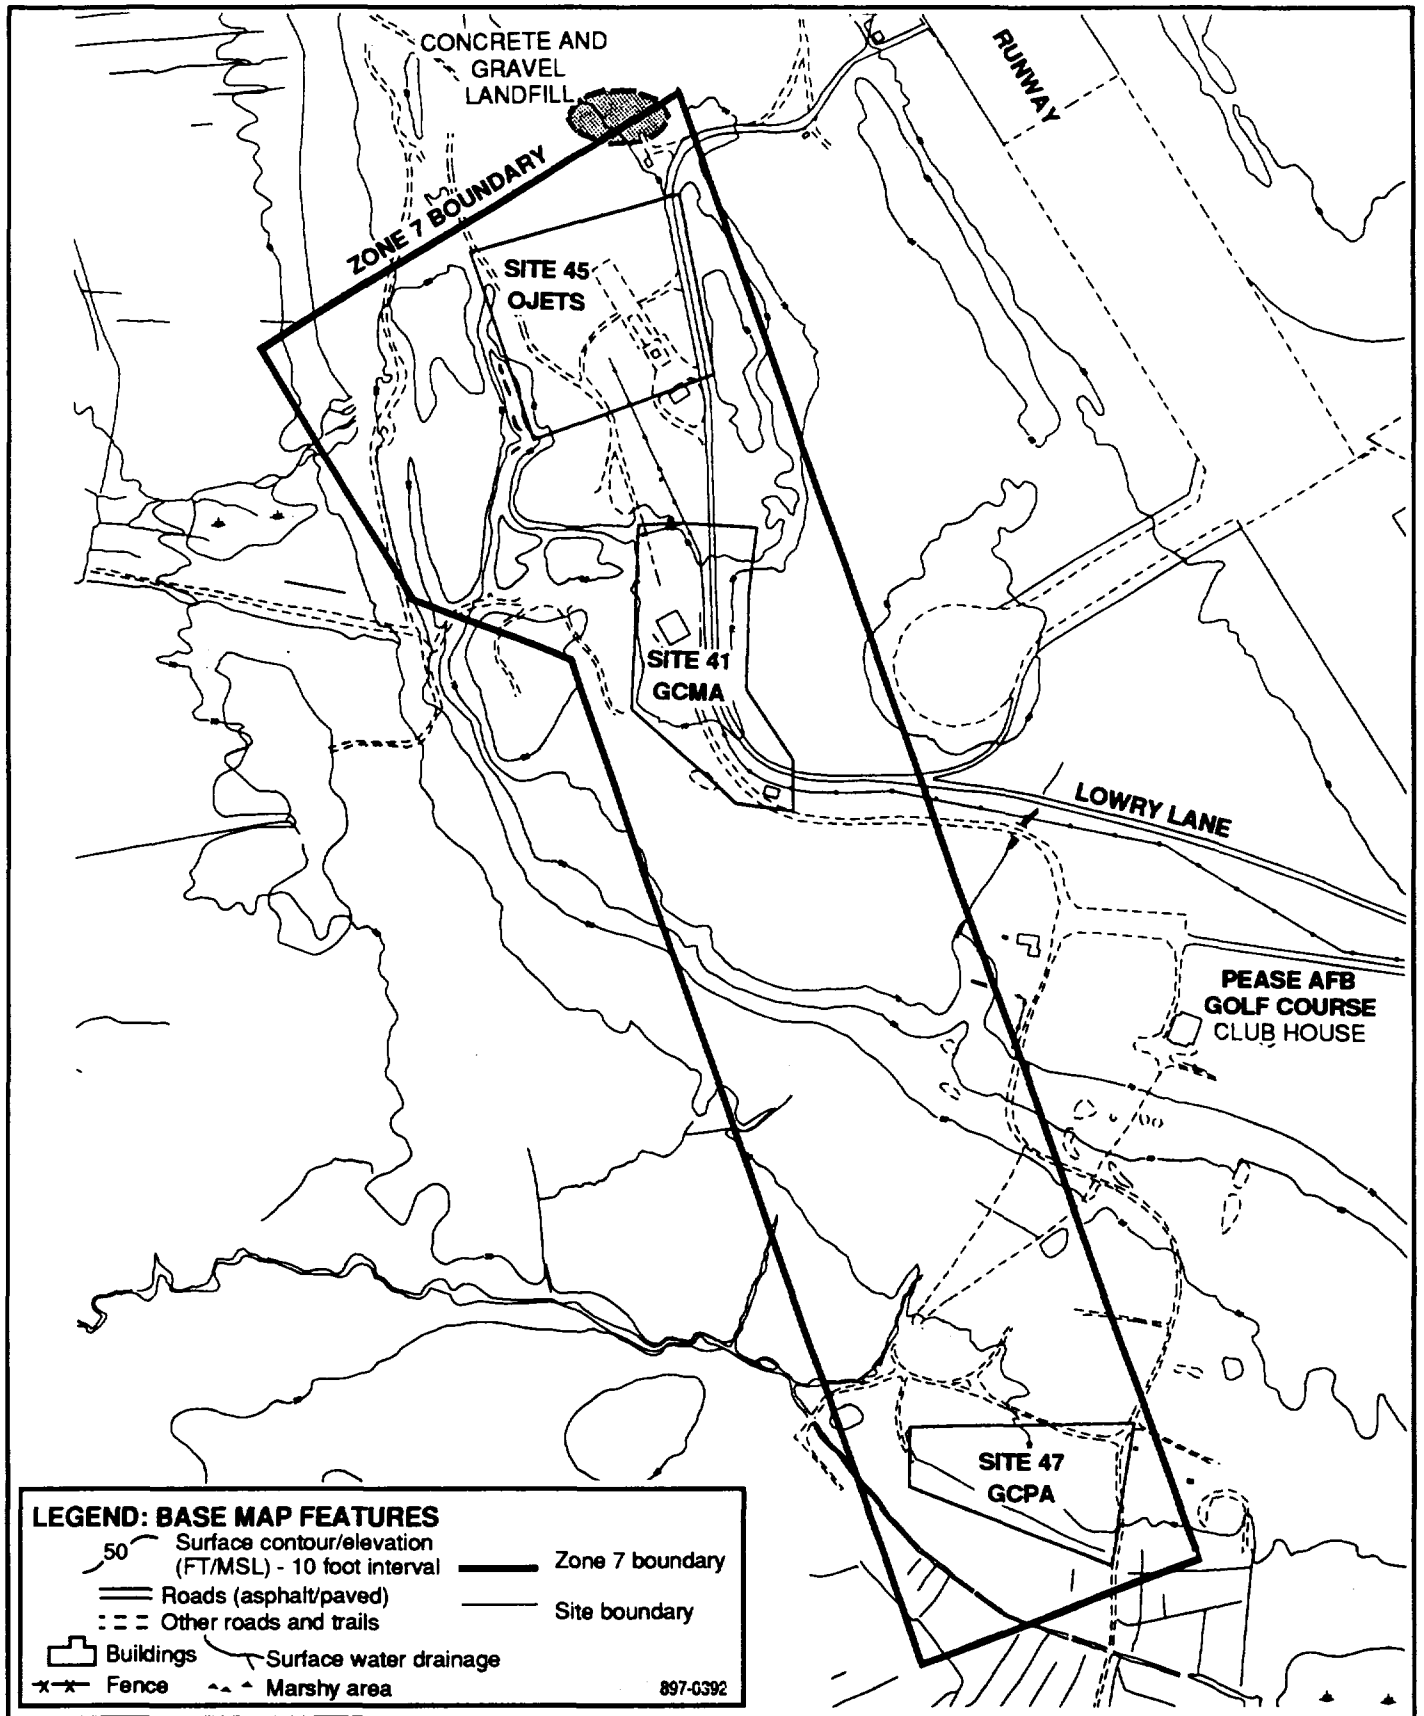 CONCRETE AND
GRAVEL
LANDFILL
RUNWAY
ZONE 7 BOUNDARY
SITE 45
OJETS
SITE 41
GCMA
LOWRY LANE
PEASE AFB
GOLF COURSE
CLUB HOUSE
SITE 47
GCPA
LEGEND: BASE MAP FEATURES
50
Surface contour/elevation
(FT/MSL) - 10 foot interval
Roads (asphalt/paved)
Other roads and trails
Buildings
Surface water drainage
Fence
Marshy area
Zone 7 boundary
Site boundary
897-0392